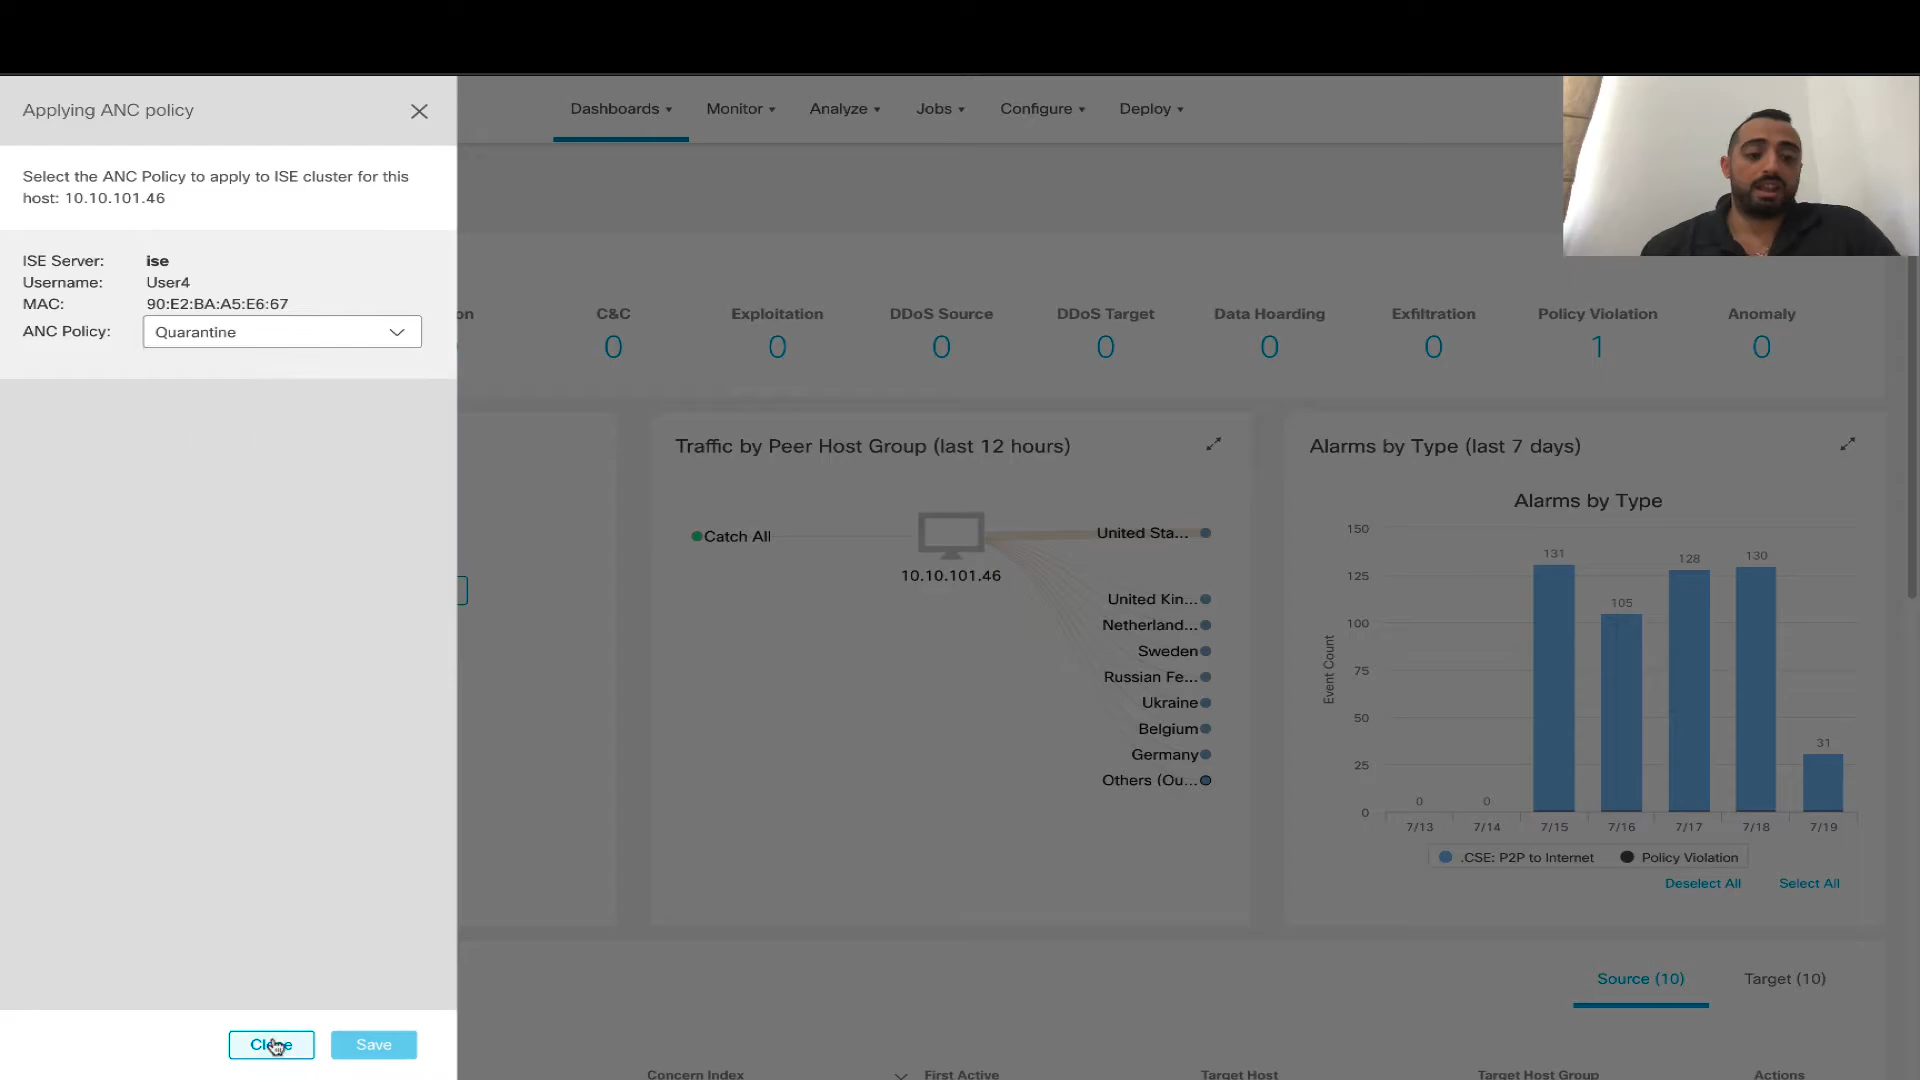 Applying ANC policy
Dashboards
Monitor
Analyze
Jobs
Configure
Deploy
Select the ANC Policy to apply to ISE cluster for this
host: 10.10.101.46
ISE Server: ise
Username: User4
MAC: 90:E2:BA:A5:E6:67
ANC Policy: Quarantine
on
C&C
Exploitation
DDoS Source
DDoS Target
Data Hoarding
Exfiltration
Policy Violation
Anomaly
0
0
0
0
0
0
1
0
Traffic by Peer Host Group (last 12 hours)
Catch All
10.10.101.46
United Sta...
United Kin...
Netherland...
Sweden
Russian Fe...
Ukraine
Belgium
Germany
Others (Ou...
Alarms by Type (last 7 days)
Alarms by Type
Event Count
150
125
100
75
50
25
0
0
0
131
105
128
130
31
7/13
7/14
7/15
7/16
7/17
7/18
7/19
.CSE: P2P to Internet
Policy Violation
Deselect All
Select All
Source (10)
Target (10)
Close
Save
Concern Index
First Active
Target Host
Target Host Group
Actions